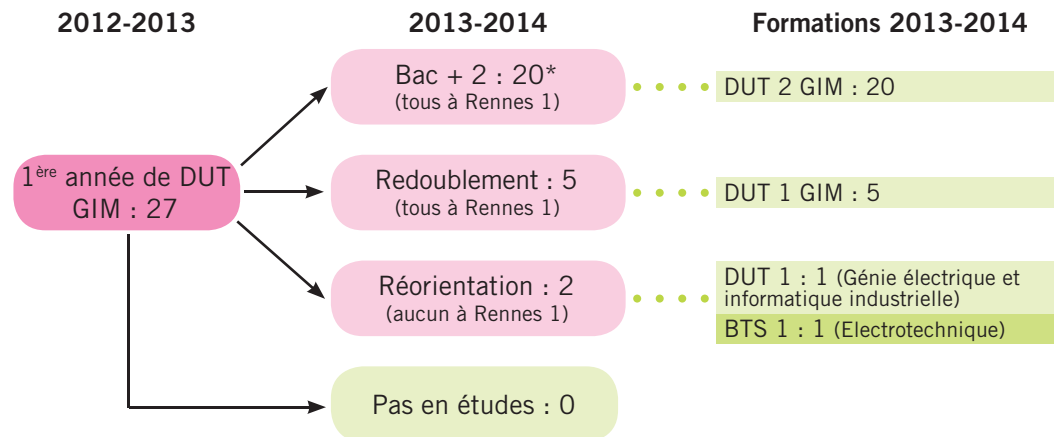 2012-2013
2013-2014
Formations 2013-2014
Bac + 2 : 20*
(tous à Rennes 1)
DUT 2 GIM : 20
1ère année de DUT
GIM : 27
Redoublement : 5
(tous à Rennes 1)
DUT 1 GIM : 5
Réorientation : 2
(aucun à Rennes 1)
DUT 1 : 1 (Génie électrique et
informatique industrielle)
BTS 1 : 1 (Electrotechnique)
Pas en études : 0